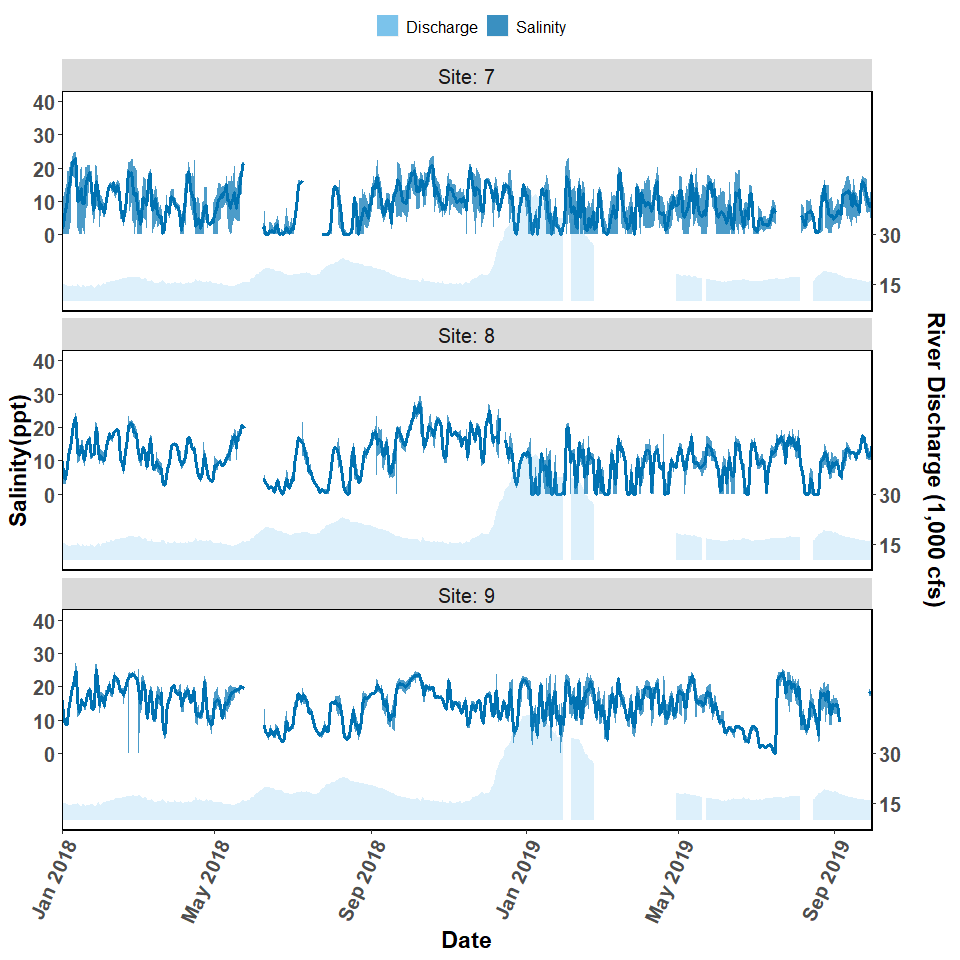 Discharge Salinity
Site: 7
40
30
20
10
0
30
15
Site: 8
40
30
20
10
0
30
15
Site: 9
40
30
20
10
0
30
15
Salinity(ppt)
River Discharge (1,000 cfs)
Jan 2018 May 2018 Sep 2018 Jan 2019 May 2019 Sep 2019
Date